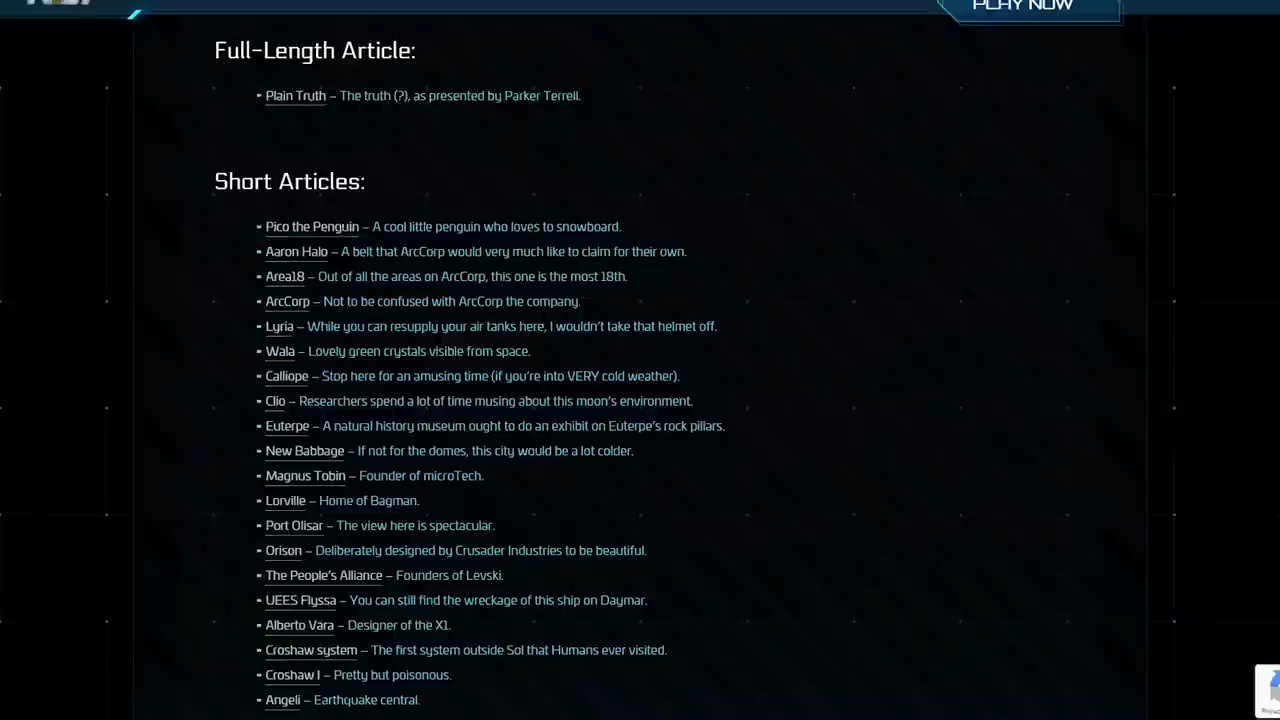 PLAY NOW
Full-Length Article:
- Plain Truth – The truth (?), as presented by Parker Terrell.
Short Articles:
- Pico the Penguin – A cool little penguin who loves to snowboard.
- Aaron Halo – A belt that ArcCorp would very much like to claim for their own.
- Area18 – Out of all the areas on ArcCorp, this one is the most 18th.
- ArcCorp – Not to be confused with ArcCorp the company.
- Lyria – While you can resupply your air tanks here, I wouldn't take that helmet off.
- Wala – Lovely green crystals visible from space.
- Calliope – Stop here for an amusing time (if you're into VERY cold weather).
- Clio – Researchers spend a lot of time musing about this moon's environment.
- Euterpe – A natural history museum ought to do an exhibit on Euterpe's rock pillars.
- New Babbage – If not for the domes, this city would be a lot colder.
- Magnus Tobin – Founder of microTech.
- Lorville – Home of Bagman.
- Port Olisar – The view here is spectacular.
- Orison – Deliberately designed by Crusader Industries to be beautiful.
- The People's Alliance – Founders of Levski.
- UEES Flyssa – You can still find the wreckage of this ship on Daymar.
- Alberto Vara – Designer of the X1.
- Croshaw system – The first system outside Sol that Humans ever visited.
- Croshaw I – Pretty but poisonous.
- Angeli – Earthquake central.